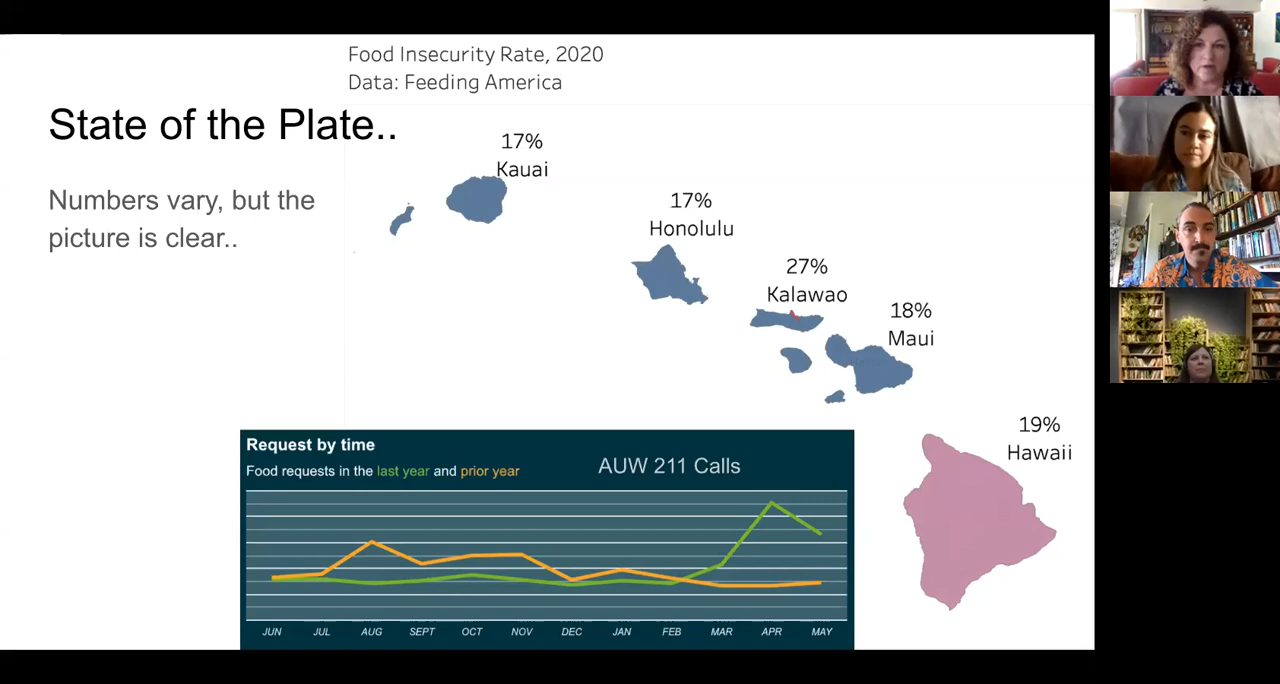 Food Insecurity Rate, 2020
Data: Feeding America
State of the Plate..
Numbers vary, but the
picture is clear..
17%
Kauai
17%
Honolulu
27%
Kalawao
18%
Maui
19%
Hawaii
Request by time
Food requests in the last year and prior year
AUW 211 Calls
JUN JUL AUG SEPT OCT NOV DEC JAN FEB MAR APR MAY